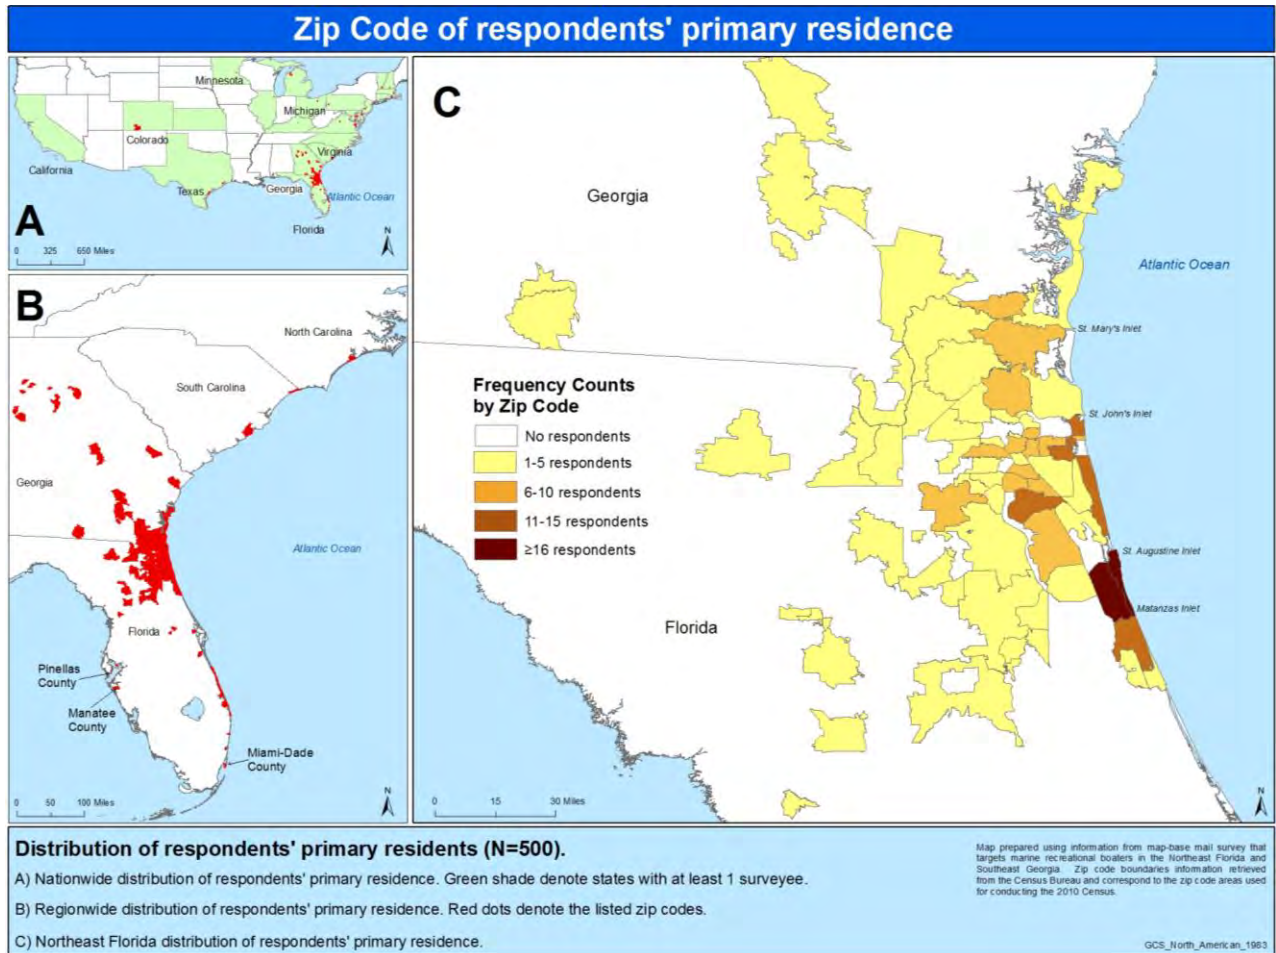 Zip Code of respondents' primary residence
A
Minnesota
Michigan
Colorado
Virginia
California
Texas
Georgia
Atlantic Ocean
Florida
N
0 325 650 Miles
B
North Carolina
South Carolina
Georgia
Atlantic Ocean
Florida
Pinellas
County
Manatee
County
Miami-Dade
County
N
0 50 100 Miles
C
Georgia
Atlantic Ocean
St. Mary's Inlet
St. John's Inlet
St. Augustine Inlet
Matanzas Inlet
Florida
Frequency Counts
by Zip Code
No respondents
1-5 respondents
6-10 respondents
11-15 respondents
≥16 respondents
0 15 30 Miles
N
Distribution of respondents' primary residents (N=500).
A) Nationwide distribution of respondents' primary residence. Green shade denote states with at least 1 surveyee.
B) Regionwide distribution of respondents' primary residence. Red dots denote the listed zip codes.
C) Northeast Florida distribution of respondents' primary residence.
Map prepared using information from map-base mail survey that
targets marine recreational boaters in the Northeast Florida and
Southeast Georgia. Zip code boundaries information retrieved
from the Census Bureau and correspond to the zip code areas used
for conducting the 2010 Census.
GCS_North_American_1983